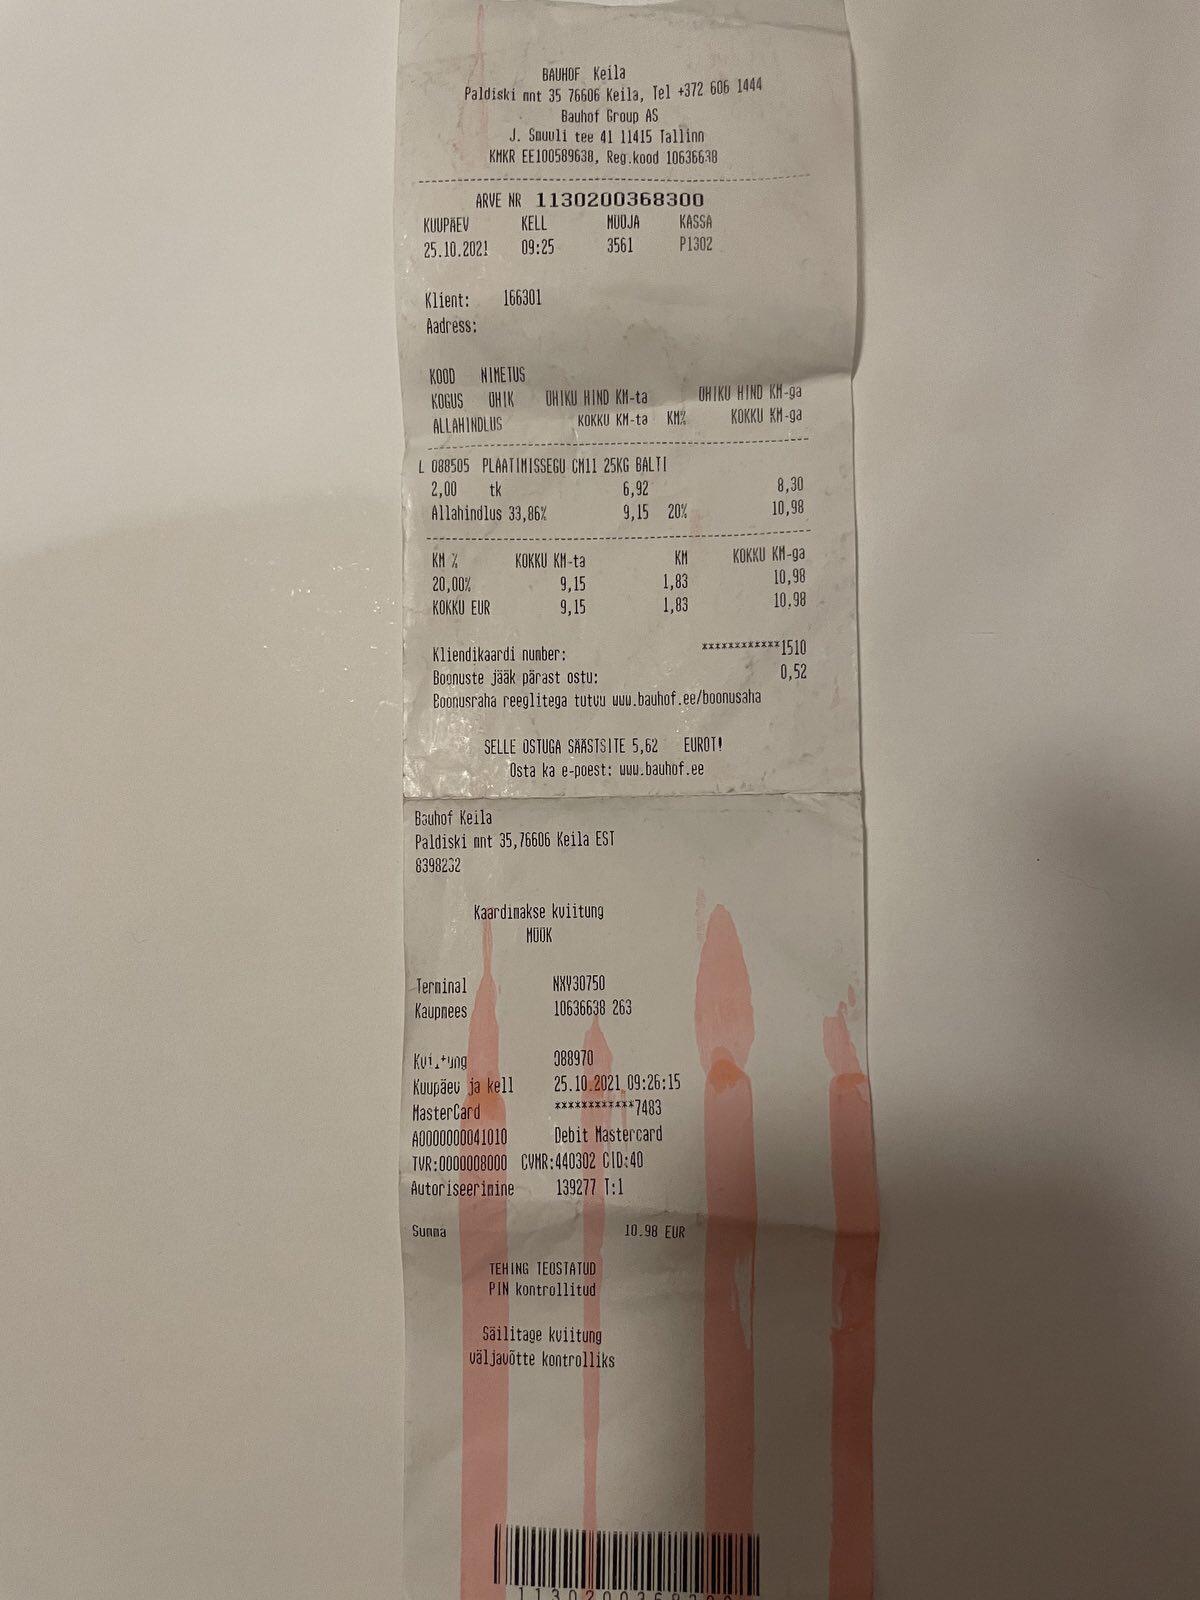 BAUHOF Keila
Paldiski mnt 35 76606 Keila, Tel +372 606 1444
Bauhof Group AS
J. Smuuli tee 41 11415 Tallinn
KMKR EE100589638, Reg.kood 10636638
ARVE NR 1130200368300
KUUPÄEV KELL MÜÜJA KASSA
25.10.2021 09:25 3561 P1302
Klient: 166301
Aadress:
KOOD NIMETUS
KOGUS ÜHIK ÜHIKU HIND KM-ta ÜHIKU HIND KM-ga
ALLAHINDLUS KOKKU KM-ta KM% KOKKU KM-ga
L 088505 PLAATIMISSEGU CM11 25KG BALTI
2,00 tk 6,92 8,30
Allahindlus 33,86% 9,15 20% 10,98
KM % KOKKU KM-ta KM KOKKU KM-ga
20,00% 9,15 1,83 10,98
KOKKU EUR 9,15 1,83 10,98
Kliendikaardi number: ************1510
Boonuste jääk pärast ostu: 0,52
Boonusraha reeglitega tutvu www.bauhof.ee/boonusaha
SELLE OSTUGA SÄÄSTSITE 5,62 EUROT!
Osta ka e-poest: www.bauhof.ee
Bauhof Keila
Paldiski mnt 35,76606 Keila EST
8398232
Kaardimakse kviitung
MÜÜK
Terminal NXV30750
Kaupmees 10636638 263
Kviitung 088970
Kuupäev ja kell 25.10.2021 09:26:15
MasterCard ************7483
A0000000041010 Debit Mastercard
TVR:0000008000 CVMR:440302 CID:40
Autoriseerimine 139277 T:1
Summa 10.98 EUR
TEHING TEOSTATUD
PIN kontrollitud
Säilitage kviitung
väljavõtte kontrolliks
1130200368300